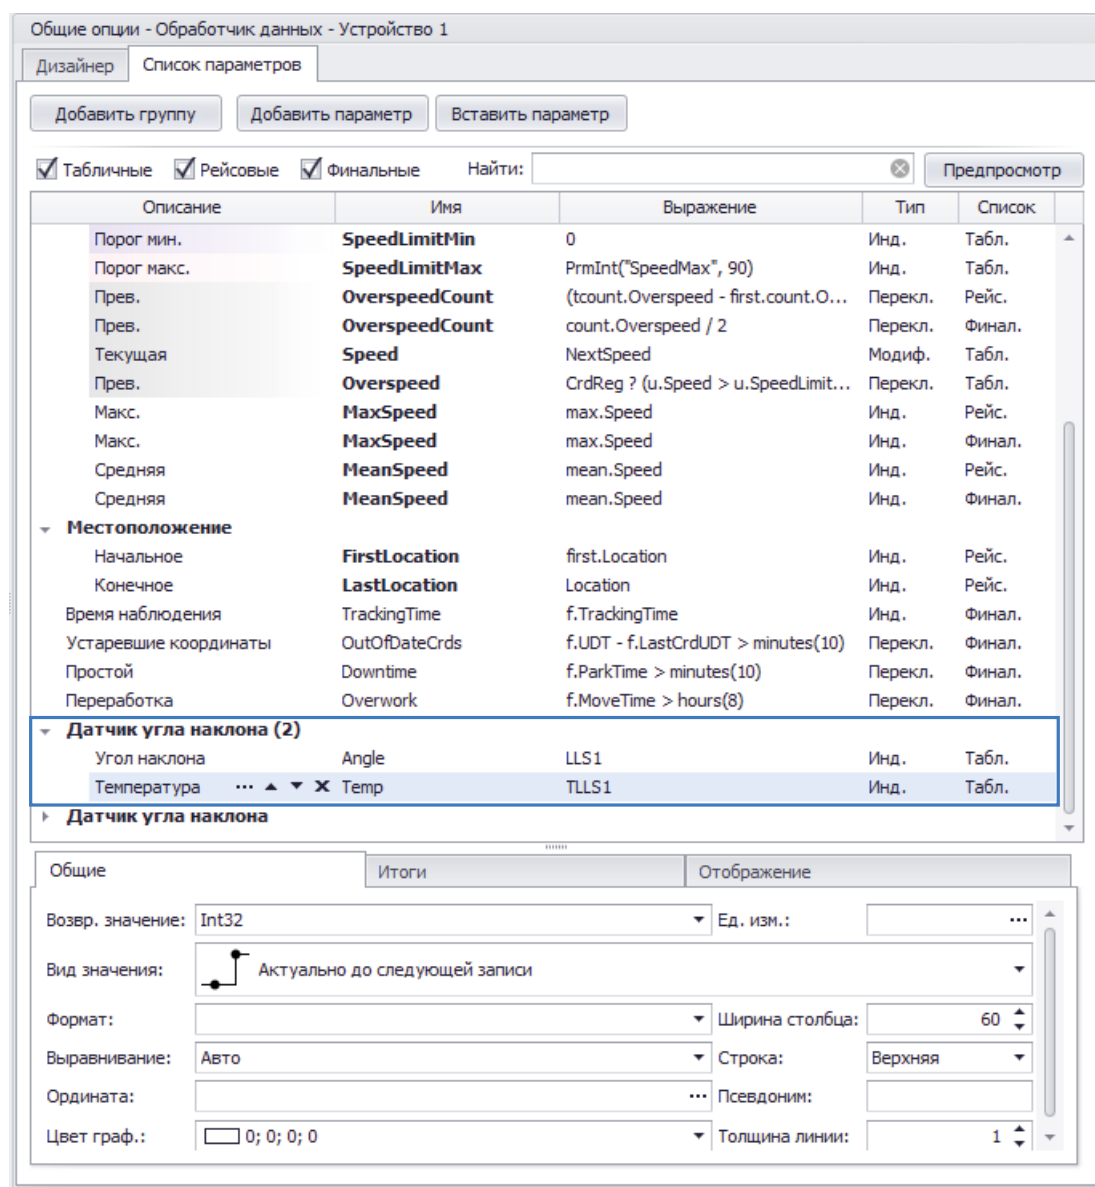 Общие опции - Обработчик данных - Устройство 1
Дизайнер Список параметров
Добавить группу Добавить параметр Вставить параметр
Табличные Рейсовые Финальные Найти: Предпросмотр
Описание Имя Выражение Тип Список
Порог мин. SpeedLimitMin 0 Инд. Табл.
Порог макс. SpeedLimitMax PrmInt("SpeedMax", 90) Инд. Табл.
Прев. OverspeedCount (tcount.Overspeed - first.count.O... Перекл. Рейс.
Прев. OverspeedCount count.Overspeed / 2 Перекл. Финал.
Текущая Speed NextSpeed Модиф. Табл.
Прев. Overspeed CrdReg ? (u.Speed > u.SpeedLimit... Перекл. Табл.
Макс. MaxSpeed max.Speed Инд. Рейс.
Макс. MaxSpeed max.Speed Инд. Финал.
Средняя MeanSpeed mean.Speed Инд. Рейс.
Средняя MeanSpeed mean.Speed Инд. Финал.
Местоположение
Начальное FirstLocation first.Location Инд. Рейс.
Конечное LastLocation Location Инд. Рейс.
Время наблюдения TrackingTime f.TrackingTime Инд. Финал.
Устаревшие координаты OutOfDateCrds f.UDT - f.LastCrdUDT > minutes(10) Перекл. Финал.
Простой Downtime f.ParkTime > minutes(10) Перекл. Финал.
Переработка Overwork f.MoveTime > hours(8) Перекл. Финал.
Датчик угла наклона (2)
Угол наклона Angle LLS1 Инд. Табл.
Температура ... Temp TLLS1 Инд. Табл.
Датчик угла наклона
Общие Итоги Отображение
Возвр. значение: Int32 Ед. изм.: ...
Вид значения: Актуально до следующей записи
Формат: Ширина столбца: 60
Выравнивание: Авто Строка: Верхняя
Ордината: ... Псевдоним:
Цвет граф.: 0; 0; 0; 0 Толщина линии: 1